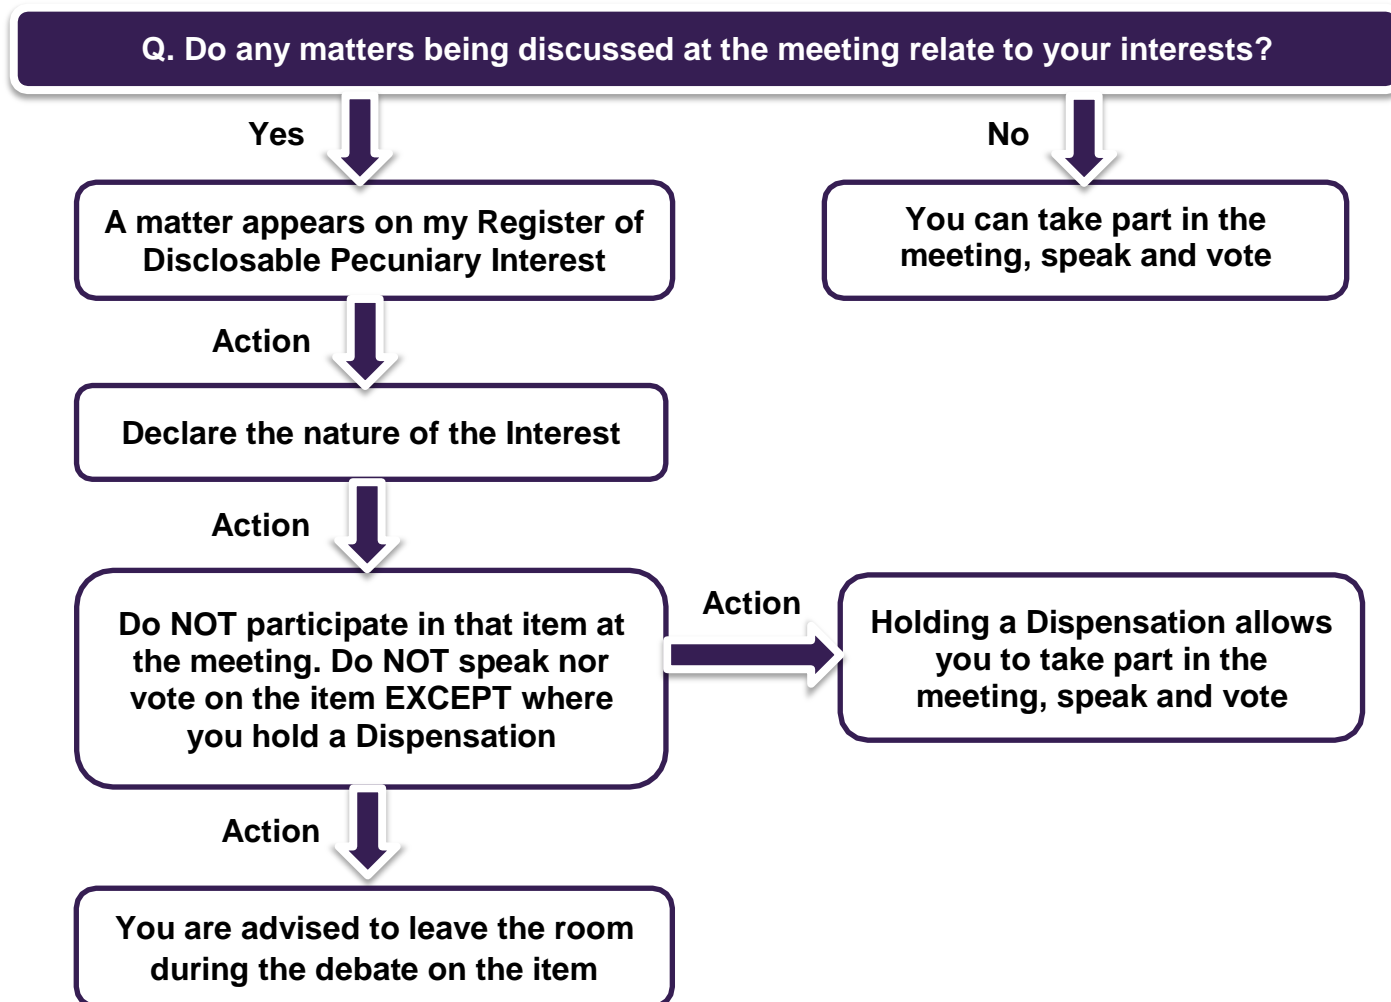 Q. Do any matters being discussed at the meeting relate to your interests?
Yes
No
A matter appears on my Register of
Disclosable Pecuniary Interest
You can take part in the
meeting, speak and vote
Action
Declare the nature of the Interest
Action
Do NOT participate in that item at
the meeting. Do NOT speak nor
vote on the item EXCEPT where
you hold a Dispensation
Action
Holding a Dispensation allows
you to take part in the
meeting, speak and vote
Action
You are advised to leave the room
during the debate on the item